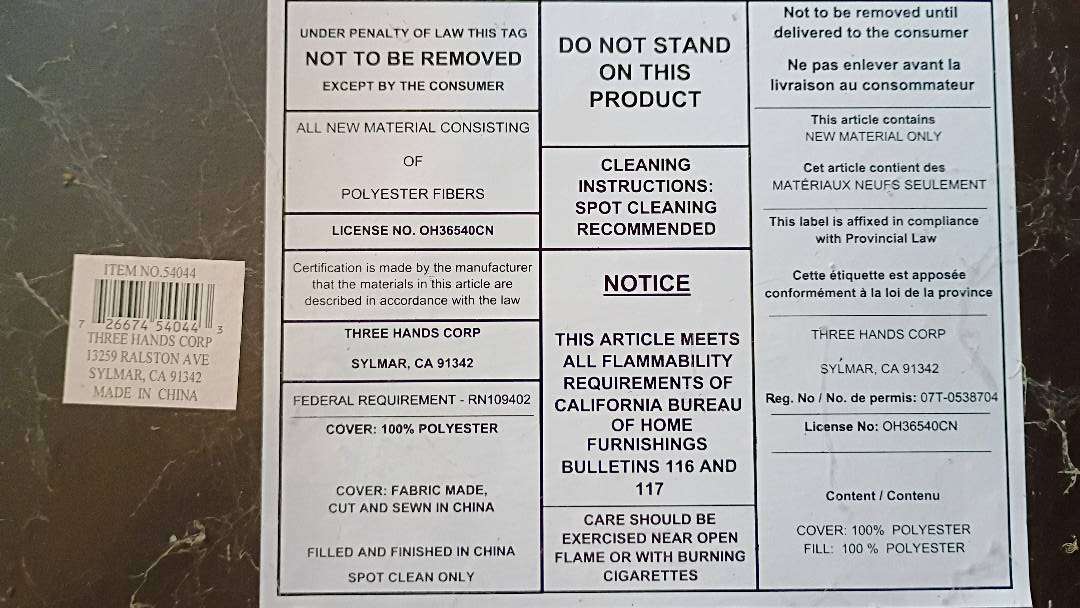 ITEM NO.54044
7 26674 54044 3
THREE HANDS CORP
13259 RALSTON AVE
SYLMAR, CA 91342
MADE IN CHINA
UNDER PENALTY OF LAW THIS TAG
NOT TO BE REMOVED
EXCEPT BY THE CONSUMER
ALL NEW MATERIAL CONSISTING
OF
POLYESTER FIBERS
LICENSE NO. OH36540CN
Certification is made by the manufacturer
that the materials in this article are
described in accordance with the law
THREE HANDS CORP
SYLMAR, CA 91342
FEDERAL REQUIREMENT - RN109402
COVER: 100% POLYESTER
COVER: FABRIC MADE,
CUT AND SEWN IN CHINA
FILLED AND FINISHED IN CHINA
SPOT CLEAN ONLY
DO NOT STAND
ON THIS
PRODUCT
CLEANING
INSTRUCTIONS:
SPOT CLEANING
RECOMMENDED
NOTICE
THIS ARTICLE MEETS
ALL FLAMMABILITY
REQUIREMENTS OF
CALIFORNIA BUREAU
OF HOME
FURNISHINGS
BULLETINS 116 AND
117
CARE SHOULD BE
EXERCISED NEAR OPEN
FLAME OR WITH BURNING
CIGARETTES
Not to be removed until
delivered to the consumer
Ne pas enlever avant la
livraison au consommateur
This article contains
NEW MATERIAL ONLY
Cet article contient des
MATÉRIAUX NEUFS SEULEMENT
This label is affixed in compliance
with Provincial Law
Cette étiquette est apposée
conformément à la loi de la province
THREE HANDS CORP
SYLMAR, CA 91342
Reg. No / No. de permis: 07T-0538704
License No: OH36540CN
Content / Contenu
COVER: 100% POLYESTER
FILL: 100 % POLYESTER